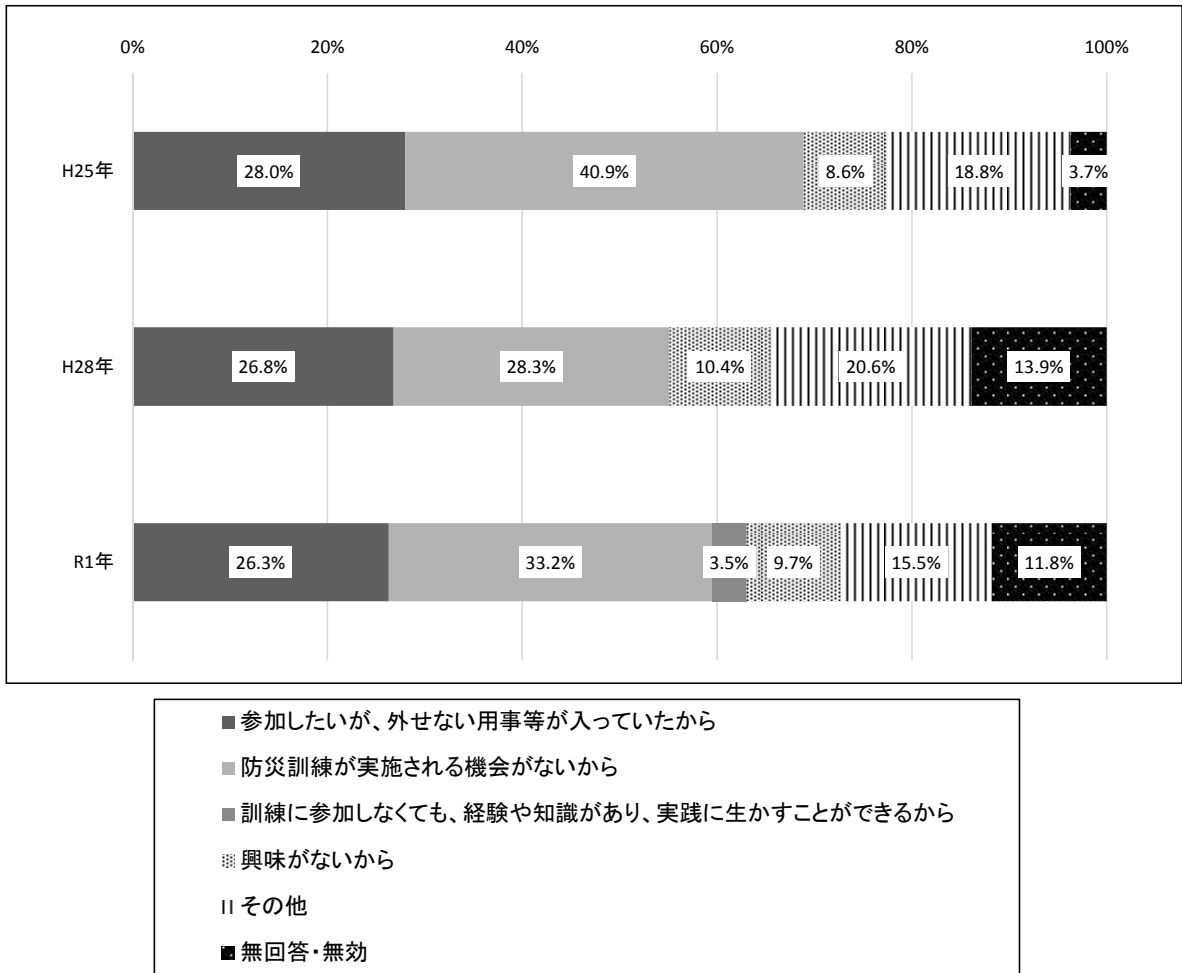 0% 20% 40% 60% 80% 100%
H25年 28.0% 40.9% 8.6% 18.8% 3.7%
H28年 26.8% 28.3% 10.4% 20.6% 13.9%
R1年 26.3% 33.2% 3.5% 9.7% 15.5% 11.8%
参加したいが、外せない用事等が入っていたから
防災訓練が実施される機会がないから
訓練に参加しなくても、経験や知識があり、実践に生かすことができるから
興味がないから
その他
無回答・無効